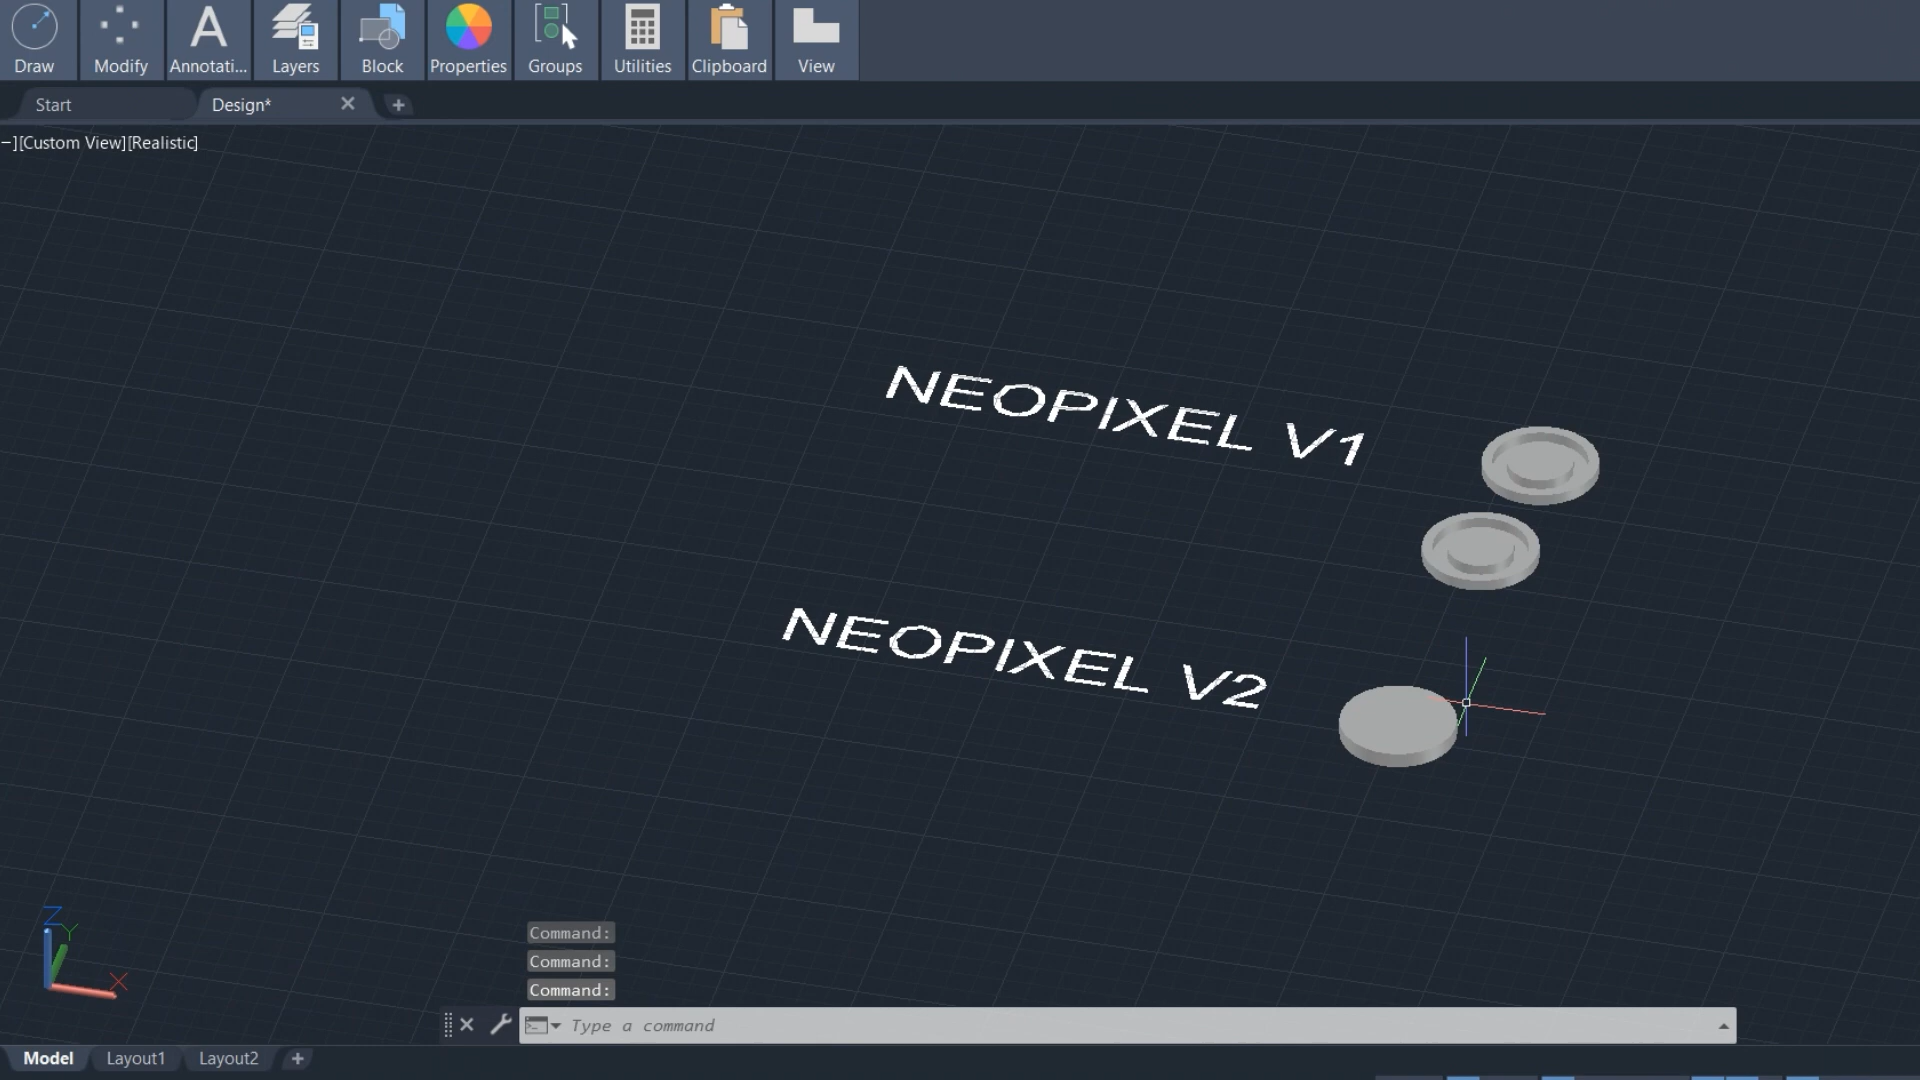 Draw Modify Annotati... Layers Block Properties Groups Utilities Clipboard View
Start Design*
−][Custom View][Realistic]
NEOPIXEL V1
NEOPIXEL V2
Z
Y
X
Command:
Command:
Command:
Type a command
Model Layout1 Layout2